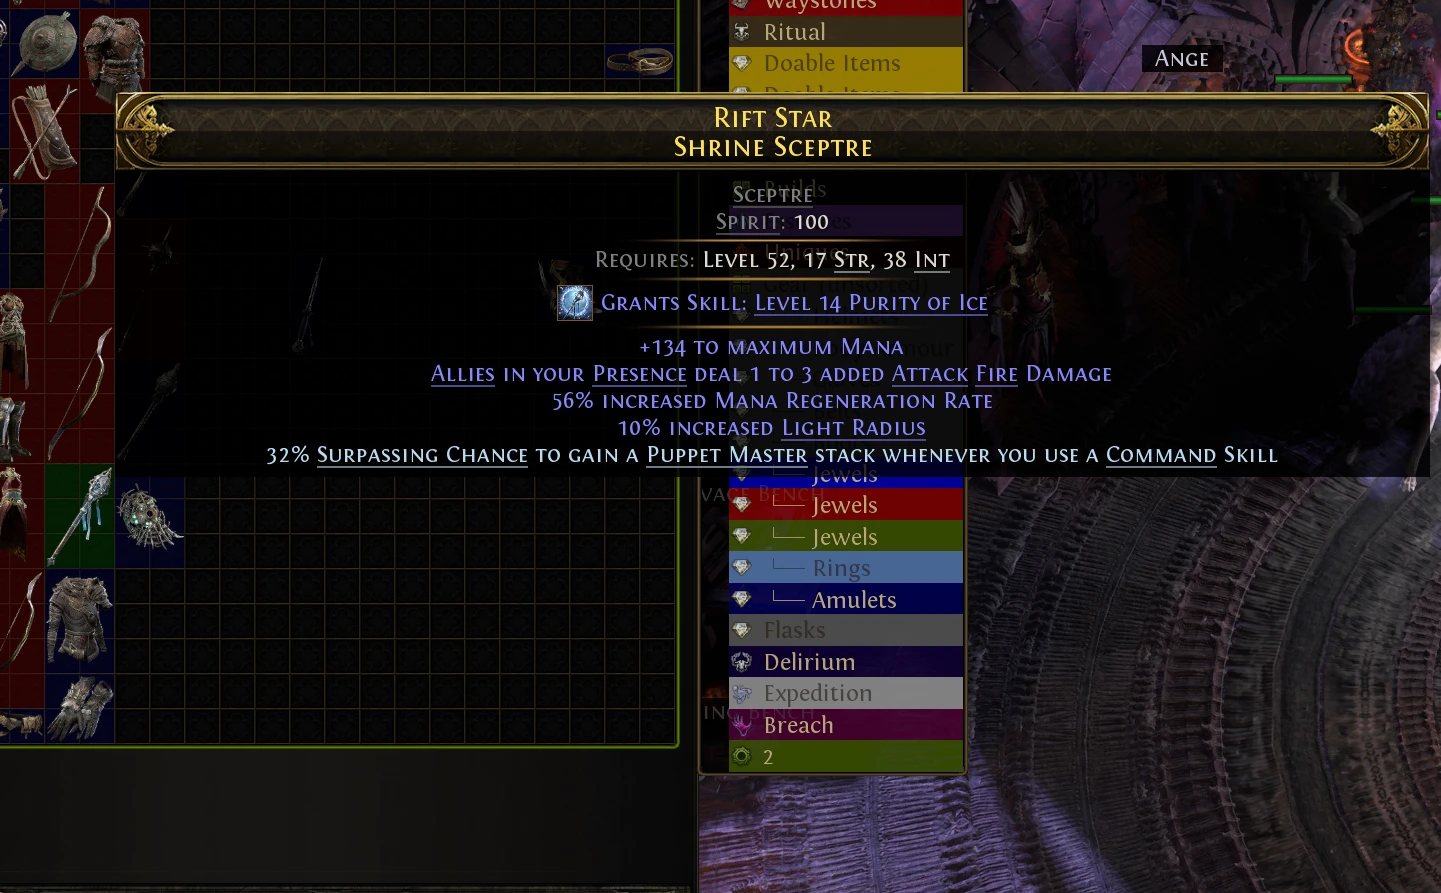 Waystones
Ritual
Doable Items
Doable Items
Ange
Rift Star
Shrine Sceptre
Sceptre
Spirit: 100
Requires: Level 52, 17 Str, 38 Int
Grants Skill: Level 14 Purity of Ice
+134 to maximum Mana
Allies in your Presence deal 1 to 3 added Attack Fire Damage
56% increased Mana Regeneration Rate
10% increased Light Radius
32% Surpassing Chance to gain a Puppet Master stack whenever you use a Command Skill
Jewels
Jewels
Jewels
Rings
Amulets
Flasks
Delirium
Expedition
Breach
2